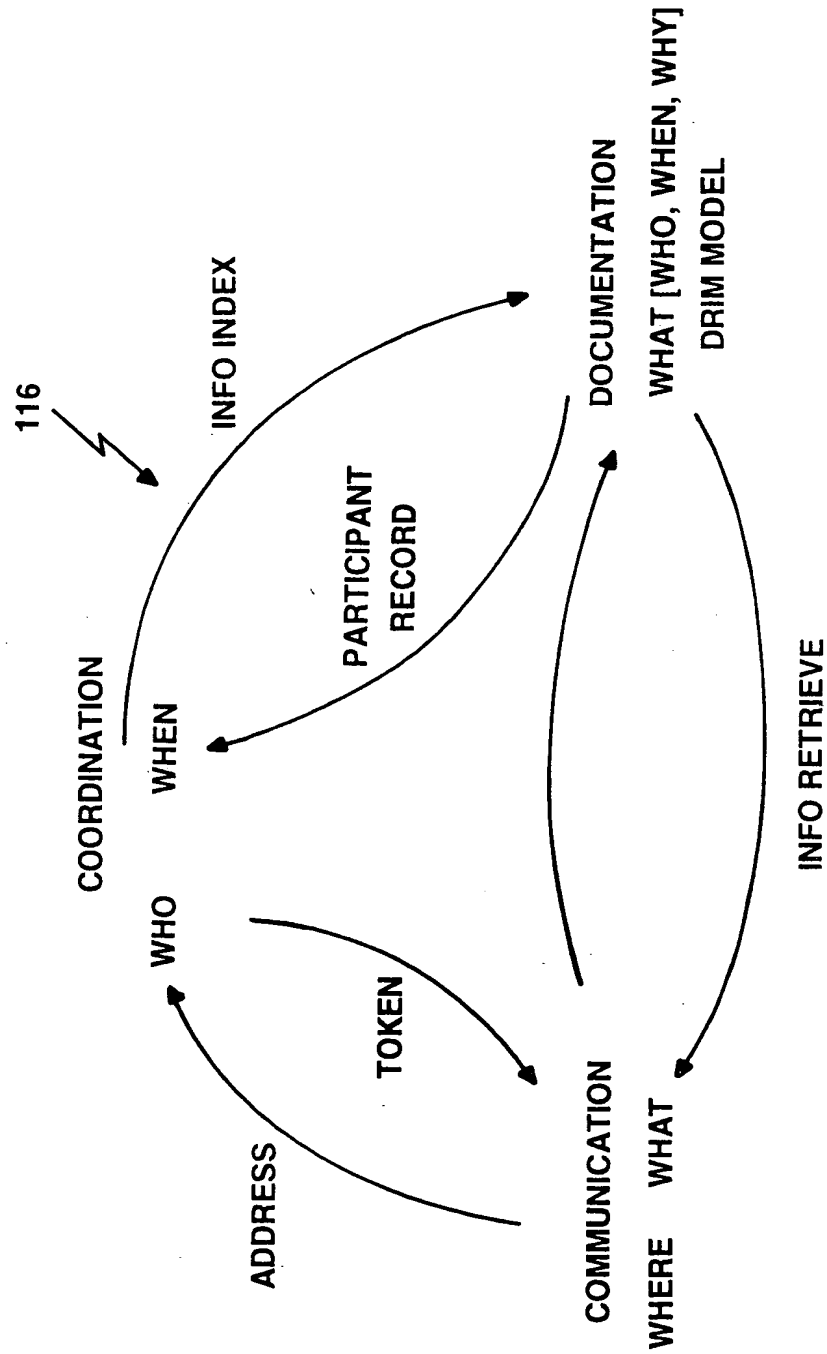 116
COORDINATION
WHO WHEN
INFO INDEX
ADDRESS
TOKEN
PARTICIPANT
RECORD
COMMUNICATION
WHERE WHAT
DOCUMENTATION
WHAT [WHO, WHEN, WHY]
DRIM MODEL
INFO RETRIEVE